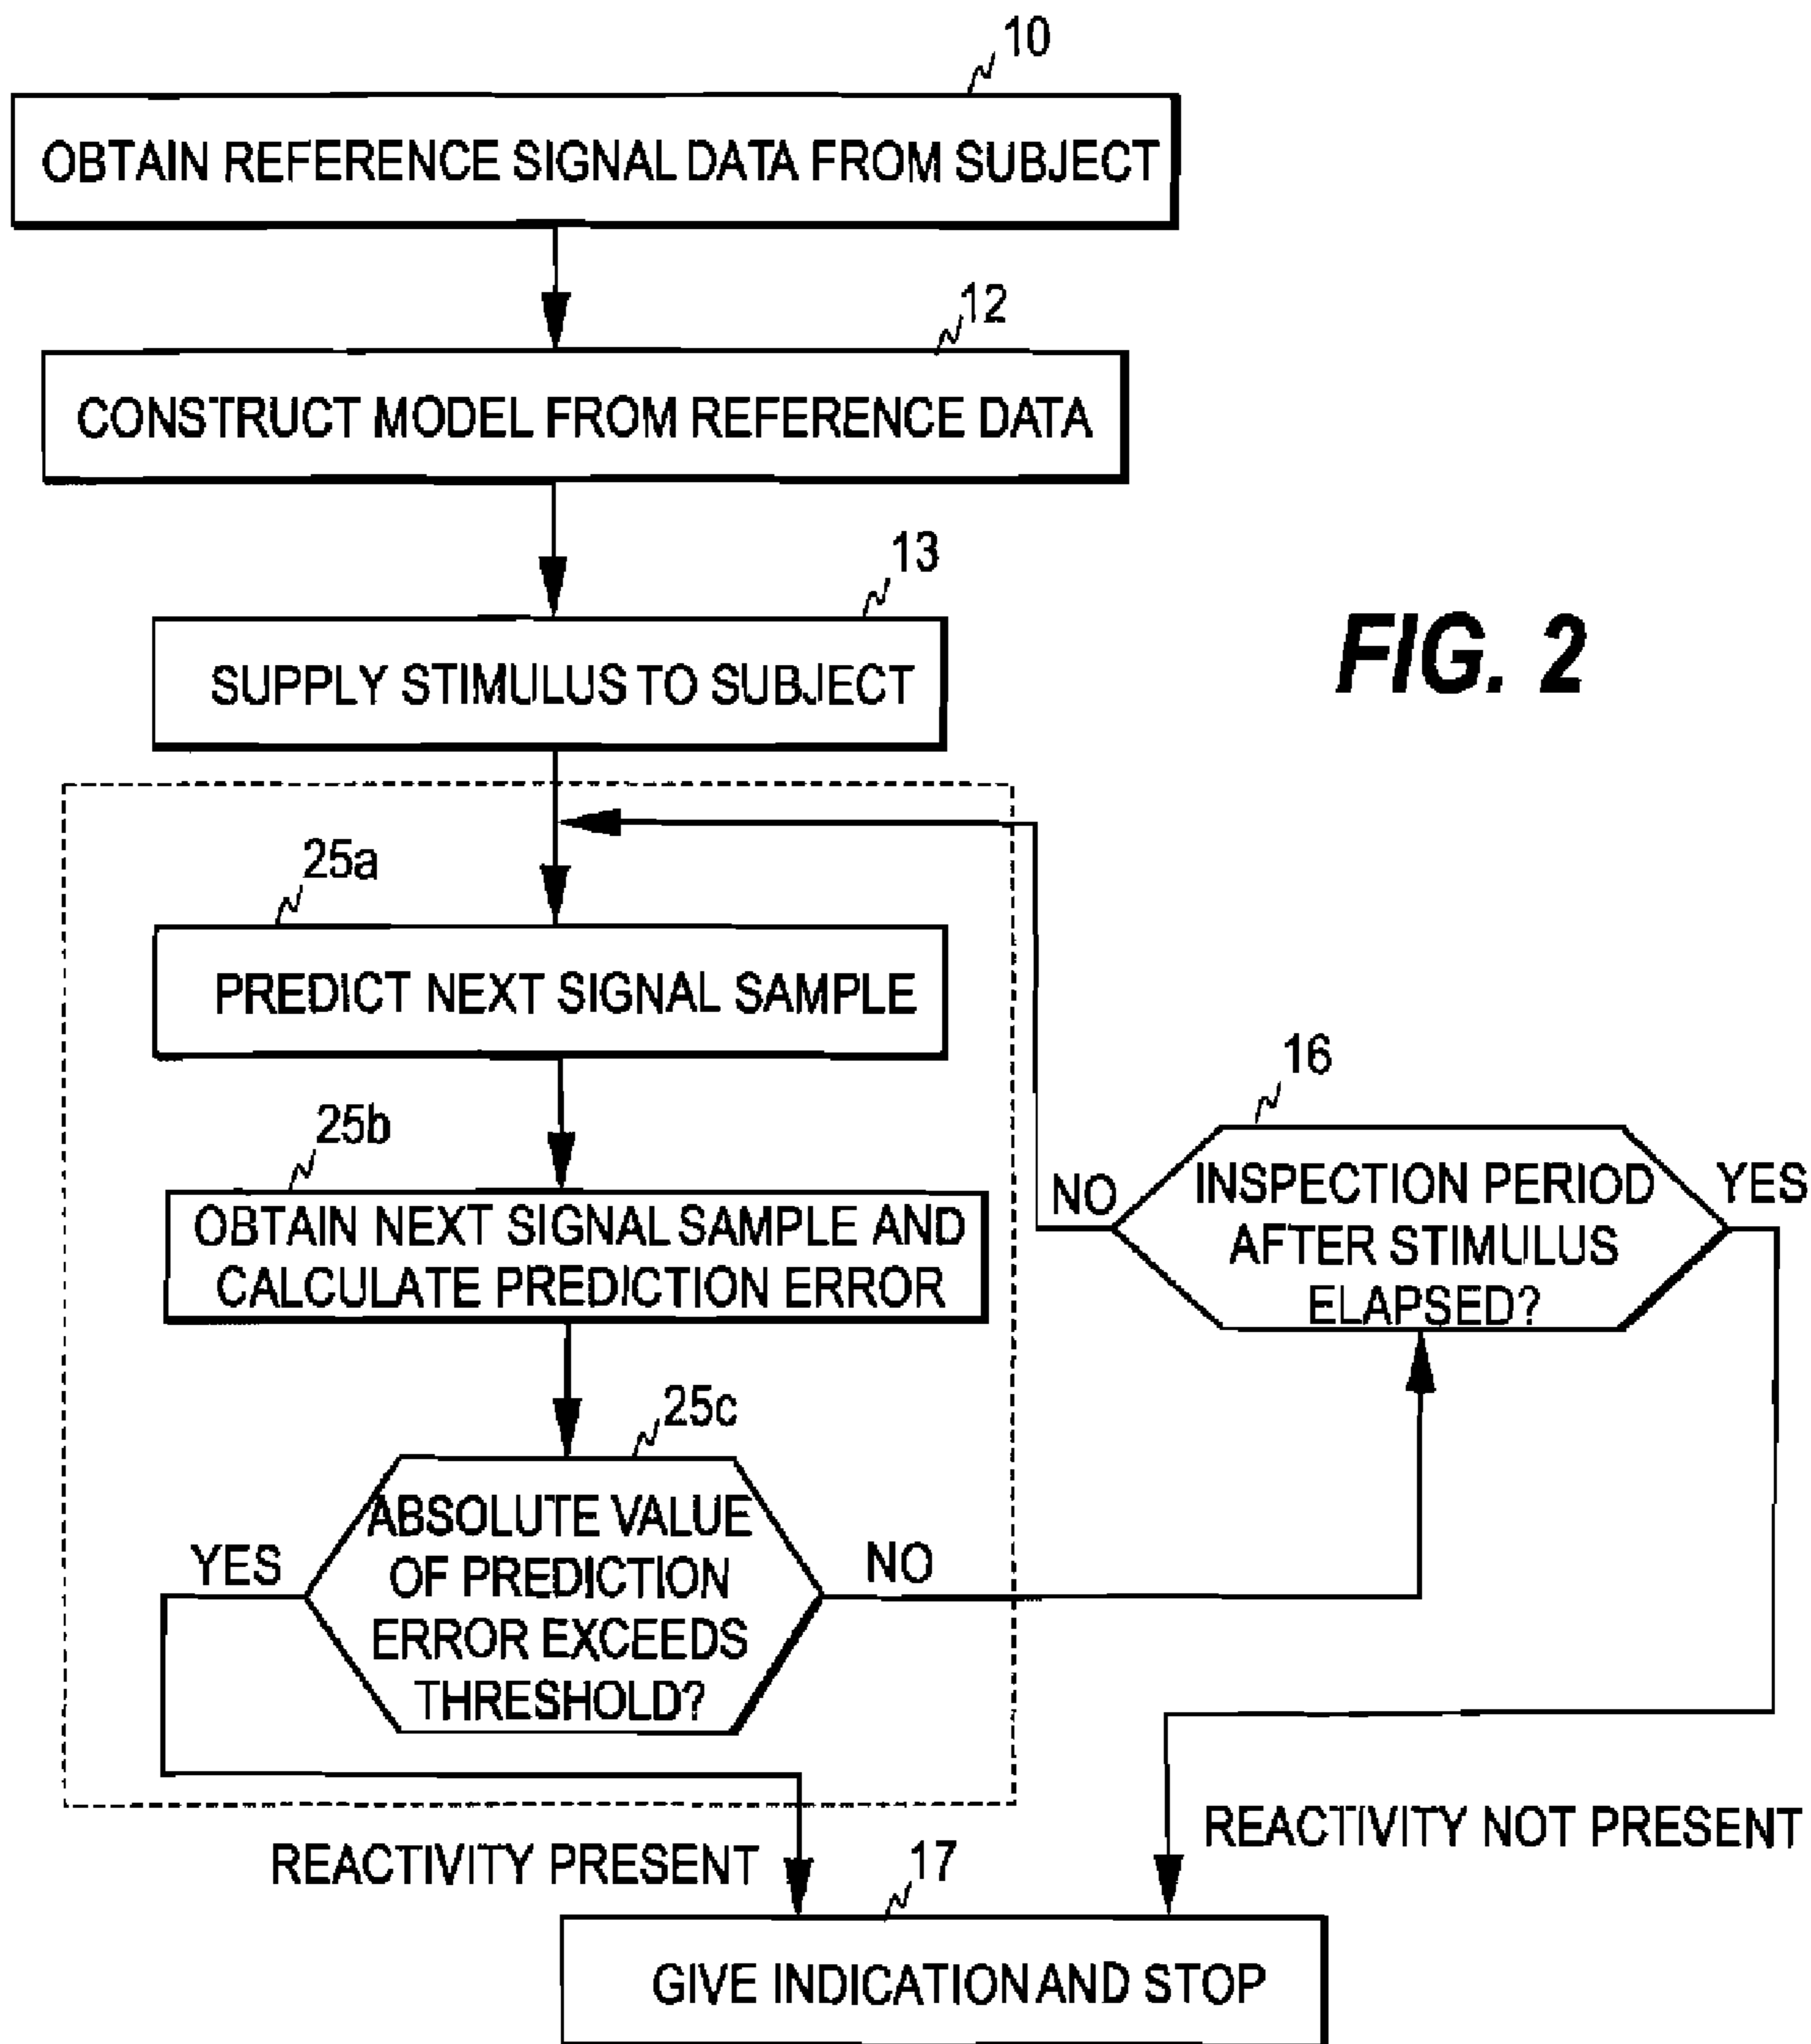 10
OBTAIN REFERENCE SIGNAL DATA FROM SUBJECT
12
CONSTRUCT MODEL FROM REFERENCE DATA
13
SUPPLY STIMULUS TO SUBJECT
FIG. 2
25a
PREDICT NEXT SIGNAL SAMPLE
25b
OBTAIN NEXT SIGNAL SAMPLE AND
CALCULATE PREDICTION ERROR
16
NO
INSPECTION PERIOD
AFTER STIMULUS
ELAPSED?
YES
25c
YES
ABSOLUTE VALUE
OF PREDICTION
ERROR EXCEEDS
THRESHOLD?
NO
REACTIVITY PRESENT
REACTIVITY NOT PRESENT
17
GIVE INDICATION AND STOP